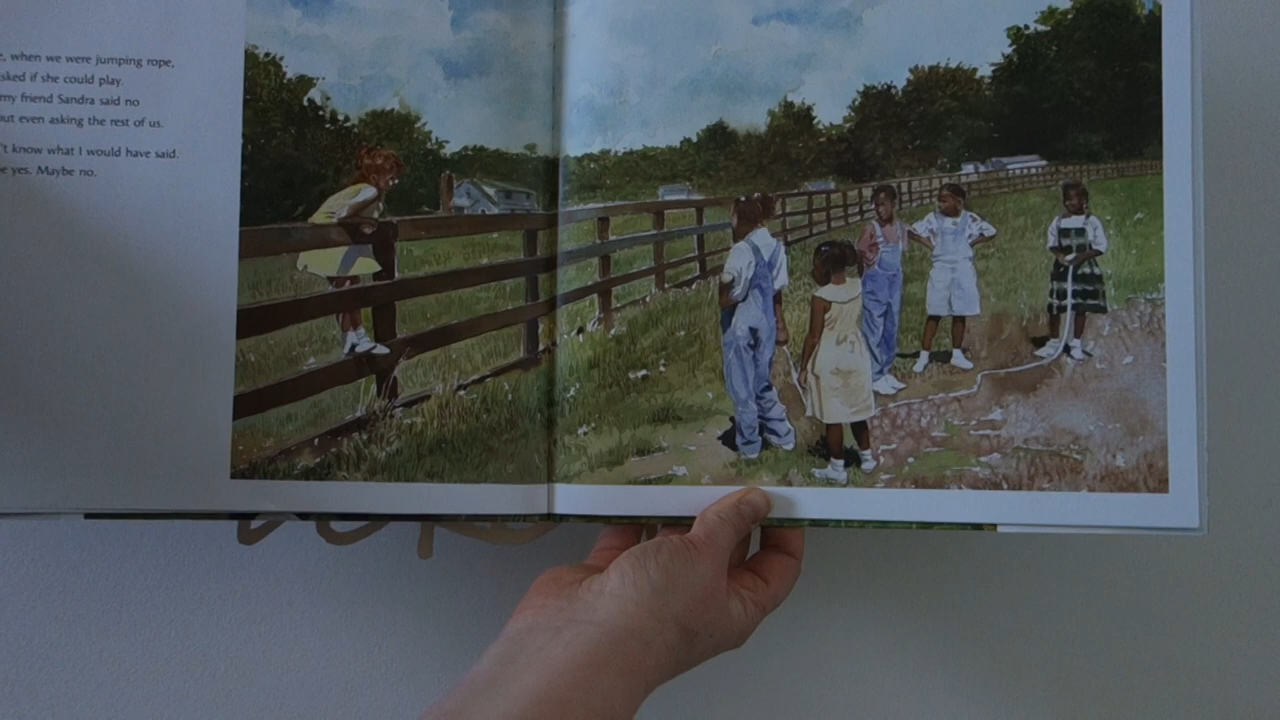 , when we were jumping rope,
sked if she could play.
my friend Sandra said no
ut even asking the rest of us.
't know what I would have said.
e yes. Maybe no.